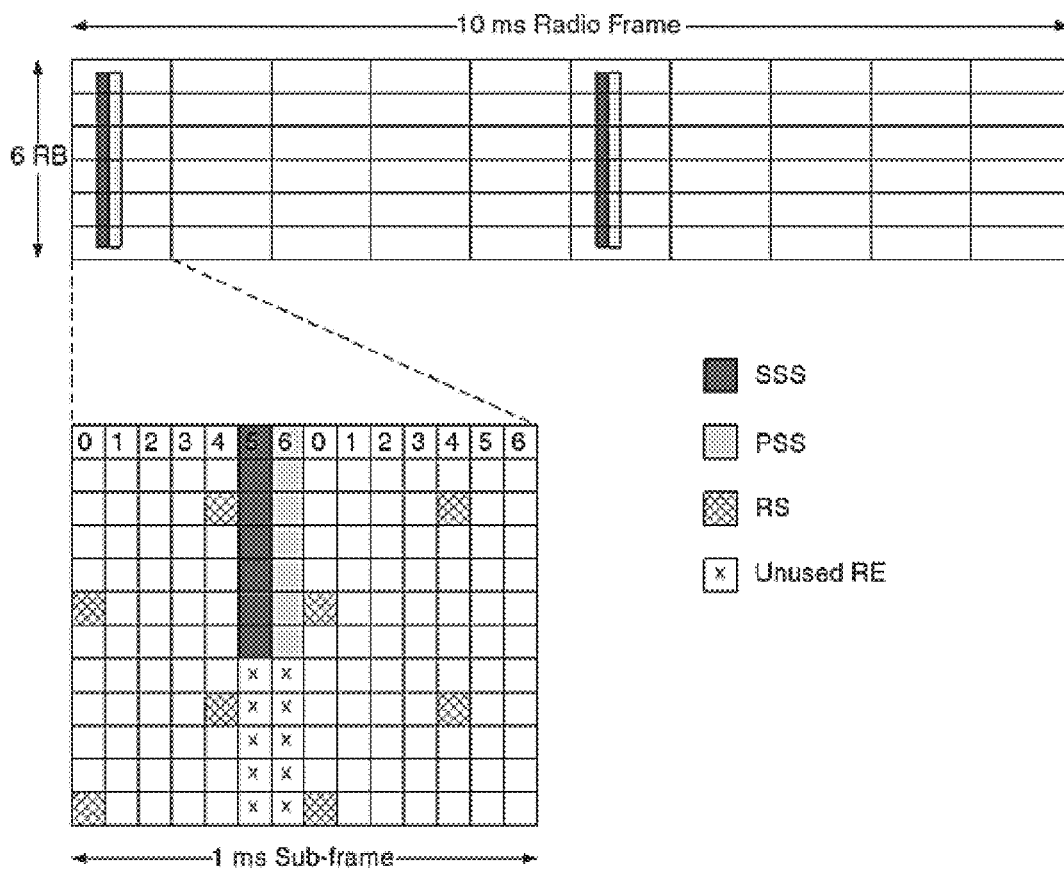 10 ms Radio Frame
6 RB
0 1 2 3 4 5 6 0 1 2 3 4 5 6
SSS
PSS
RS
x Unused RE
x x
x x
x x
x x
x x
1 ms Sub-frame